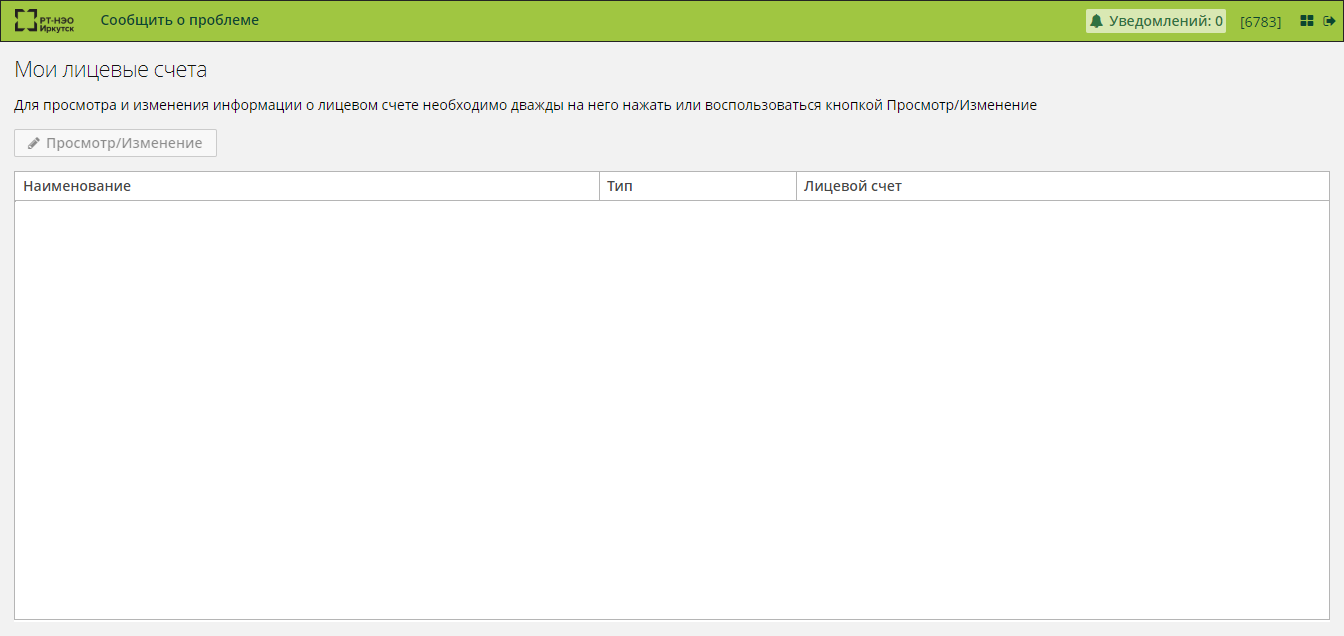 РТ-НЭО
Иркутск
Сообщить о проблеме
Уведомлений: 0
[6783]
Мои лицевые счета
Для просмотра и изменения информации о лицевом счете необходимо дважды на него нажать или воспользоваться кнопкой Просмотр/Изменение
Просмотр/Изменение
Наименование
Тип
Лицевой счет